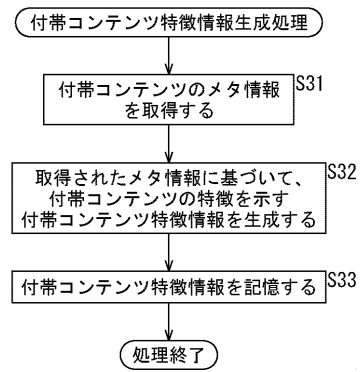 付帯コンテンツ特徴情報生成処理
付帯コンテンツのメタ情報
を取得する
S31
取得されたメタ情報に基づいて、
付帯コンテンツの特徴を示す
付帯コンテンツ特徴情報を生成する
S32
付帯コンテンツ特徴情報を記憶する
S33
処理終了